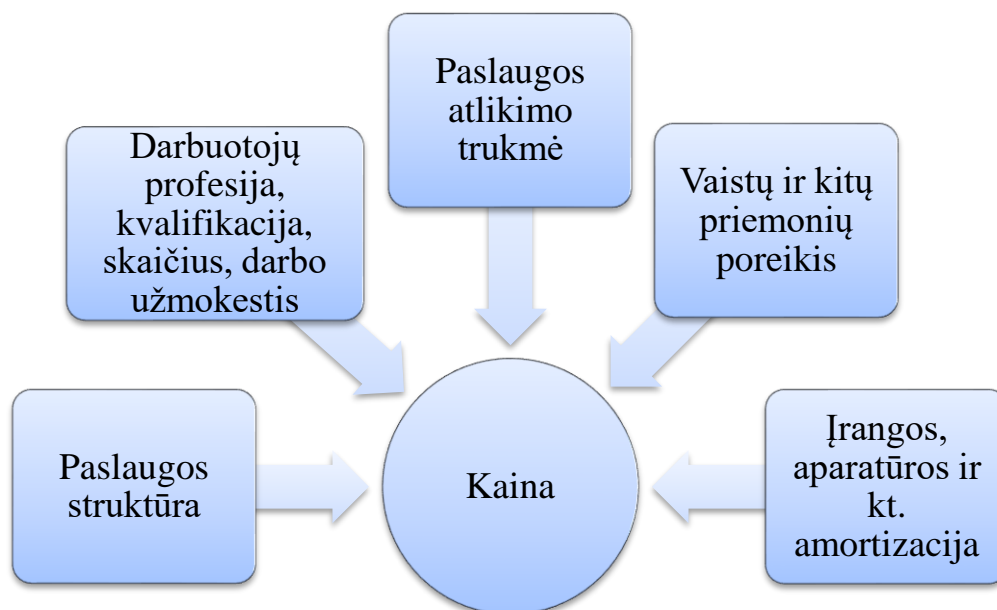 Paslaugos
atlikimo
trukmė
Darbuotojų
profesija,
kvalifikacija,
skaičius, darbo
užmokestis
Vaistų ir kitų
priemonių
poreikis
Paslaugos
struktūra
Kaina
Įrangos,
aparatūros ir
kt.
amortizacija